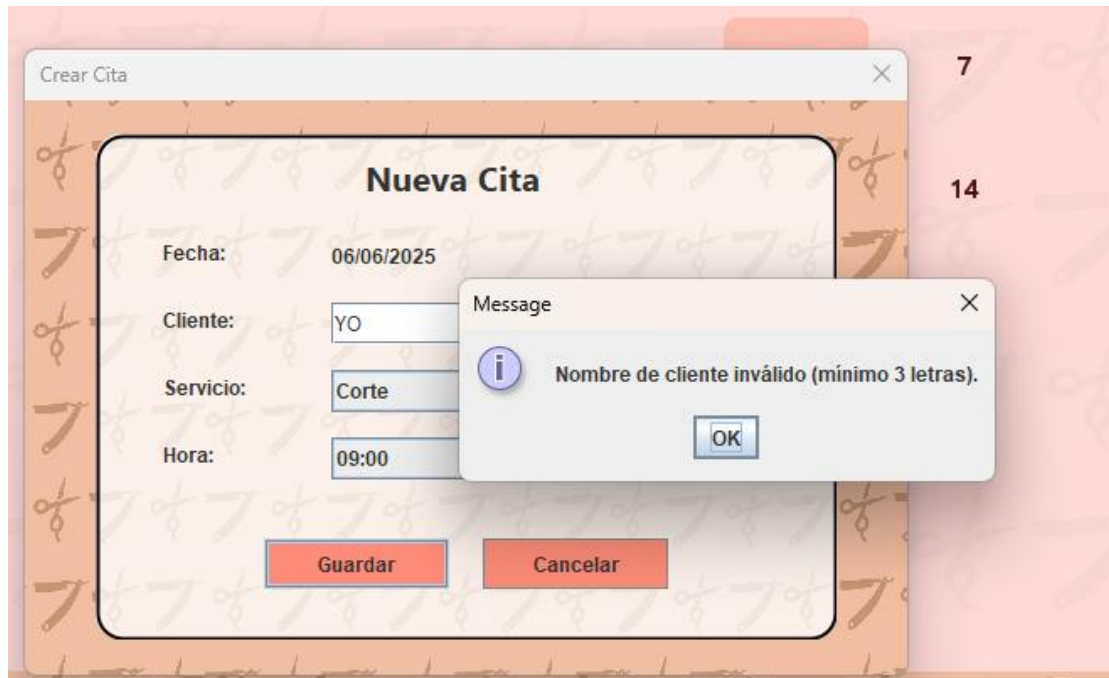 Crear Cita
7
Nueva Cita
14
Fecha:
06/06/2025
Message
Cliente:
YO
Nombre de cliente inválido (mínimo 3 letras).
Servicio:
Corte
OK
Hora:
09:00
Guardar
Cancelar